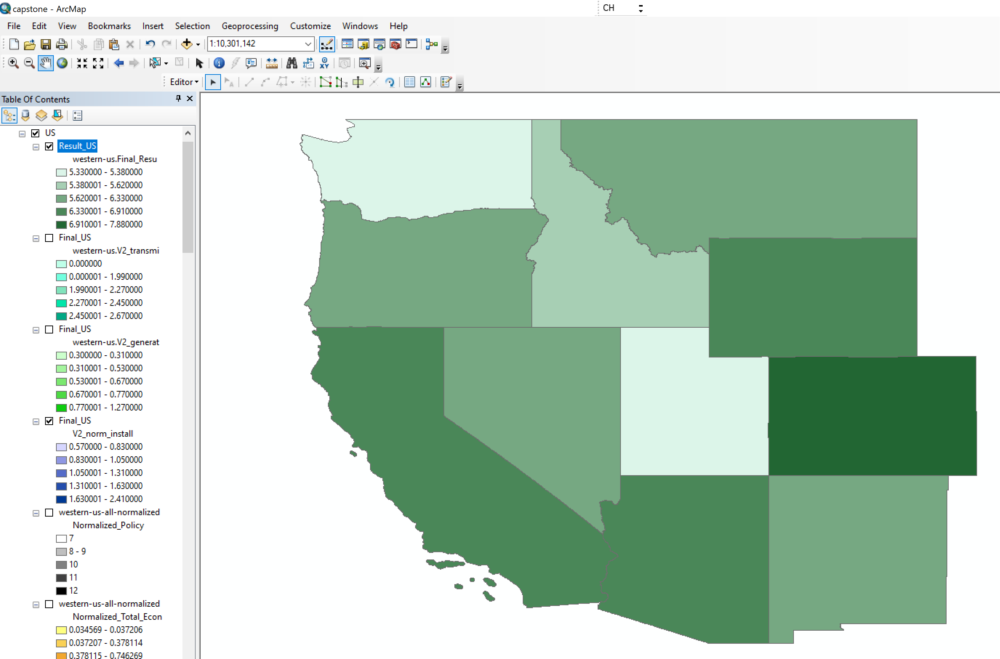 capstone - ArcMap
CH
File Edit View Bookmarks Insert Selection Geoprocessing Customize Windows Help
1:10,301,142
XY
Editor
Table Of Contents
US
Result_US
western-us.Final_Resu
5.330000 - 5.380000
5.380001 - 5.620000
5.620001 - 6.330000
6.330001 - 6.910000
6.910001 - 7.880000
Final_US
western-us.V2_transmi
0.000000
0.000001 - 1.990000
1.990001 - 2.270000
2.270001 - 2.450000
2.450001 - 2.670000
Final_US
western-us.V2_generat
0.300000 - 0.310000
0.310001 - 0.530000
0.530001 - 0.670000
0.670001 - 0.770000
0.770001 - 1.270000
Final_US
V2_norm_install
0.570000 - 0.830000
0.830001 - 1.050000
1.050001 - 1.310000
1.310001 - 1.630000
1.630001 - 2.410000
western-us-all-normalized
Normalized_Policy
7
8 - 9
10
11
12
western-us-all-normalized
Normalized_Total_Econ
0.034569 - 0.037206
0.037207 - 0.378114
0.378115 - 0.746269